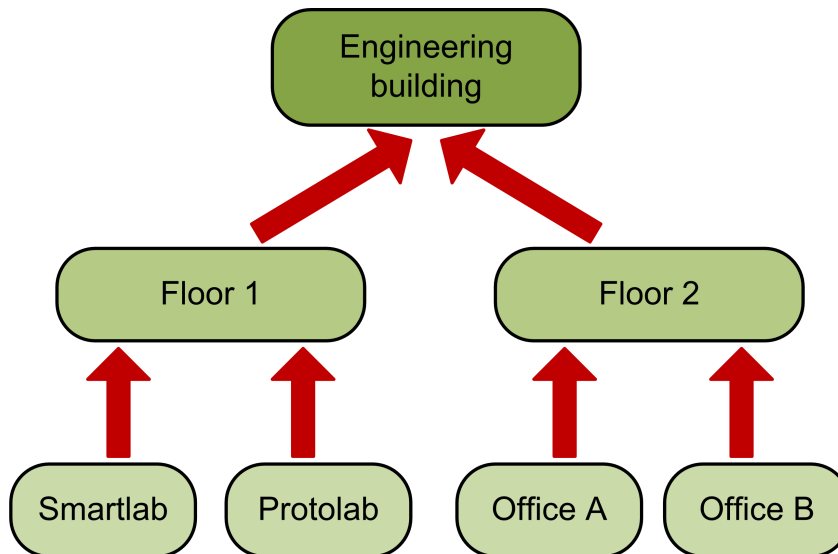 Engineering
building
Floor 1
Floor 2
Smartlab
Protolab
Office A
Office B